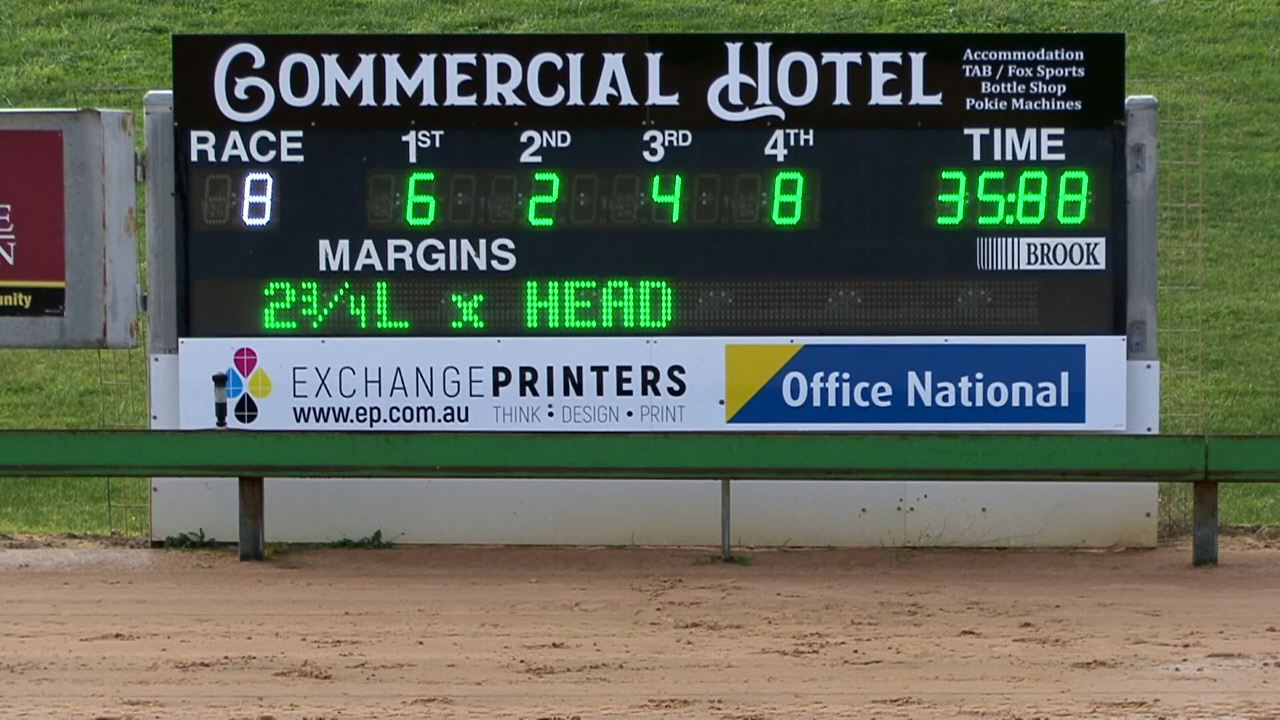 COMMERCIAL HOTEL
Accommodation
TAB / Fox Sports
Bottle Shop
Pokie Machines
RACE 1ST 2ND 3RD 4TH TIME
8 6 2 4 8 35:88
MARGINS
BROOK
2¾L x HEAD
E
N
nity
EXCHANGEPRINTERS
www.ep.com.au THINK : DESIGN • PRINT
Office National